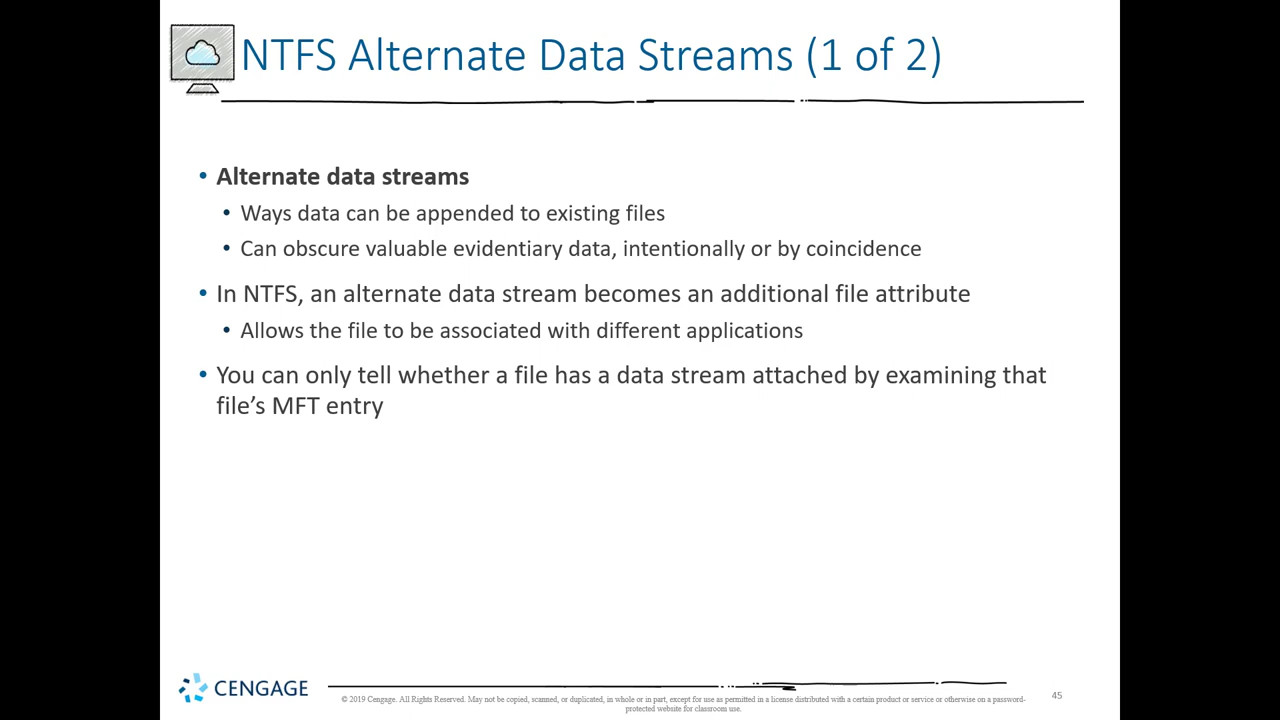 NTFS Alternate Data Streams (1 of 2)
• Alternate data streams
• Ways data can be appended to existing files
• Can obscure valuable evidentiary data, intentionally or by coincidence
• In NTFS, an alternate data stream becomes an additional file attribute
• Allows the file to be associated with different applications
• You can only tell whether a file has a data stream attached by examining that
file’s MFT entry
CENGAGE
© 2019 Cengage. All Rights Reserved. May not be copied, scanned, or duplicated, in whole or in part, except for use as permitted in a license distributed with a certain product or service or otherwise on a password-
protected website for classroom use.
45